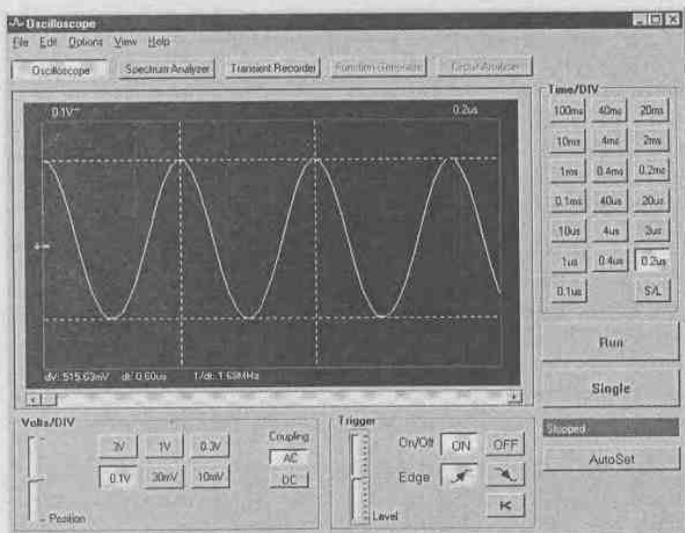 Oscilloscope
File Edit Options View Help
Oscilloscope Spectrum Analyzer Transient Recorder Function Generator Circuit Analyzer
0.1V~ 0.2us
dV: 515.63mV dt: 0.60us 1/dt: 1.68MHz
Time/DIV
100ms 40ms 20ms
10ms 4ms 2ms
1ms 0.4ms 0.2ms
0.1ms 40us 20us
10us 4us 2us
1us 0.4us 0.2us
0.1us S/L
Run
Single
Stopped
AutoSet
Volts/DIV
3V 1V 0.3V
0.1V 30mV 10mV
Position
Coupling
AC
DC
Trigger
On/Off ON OFF
Edge
Level